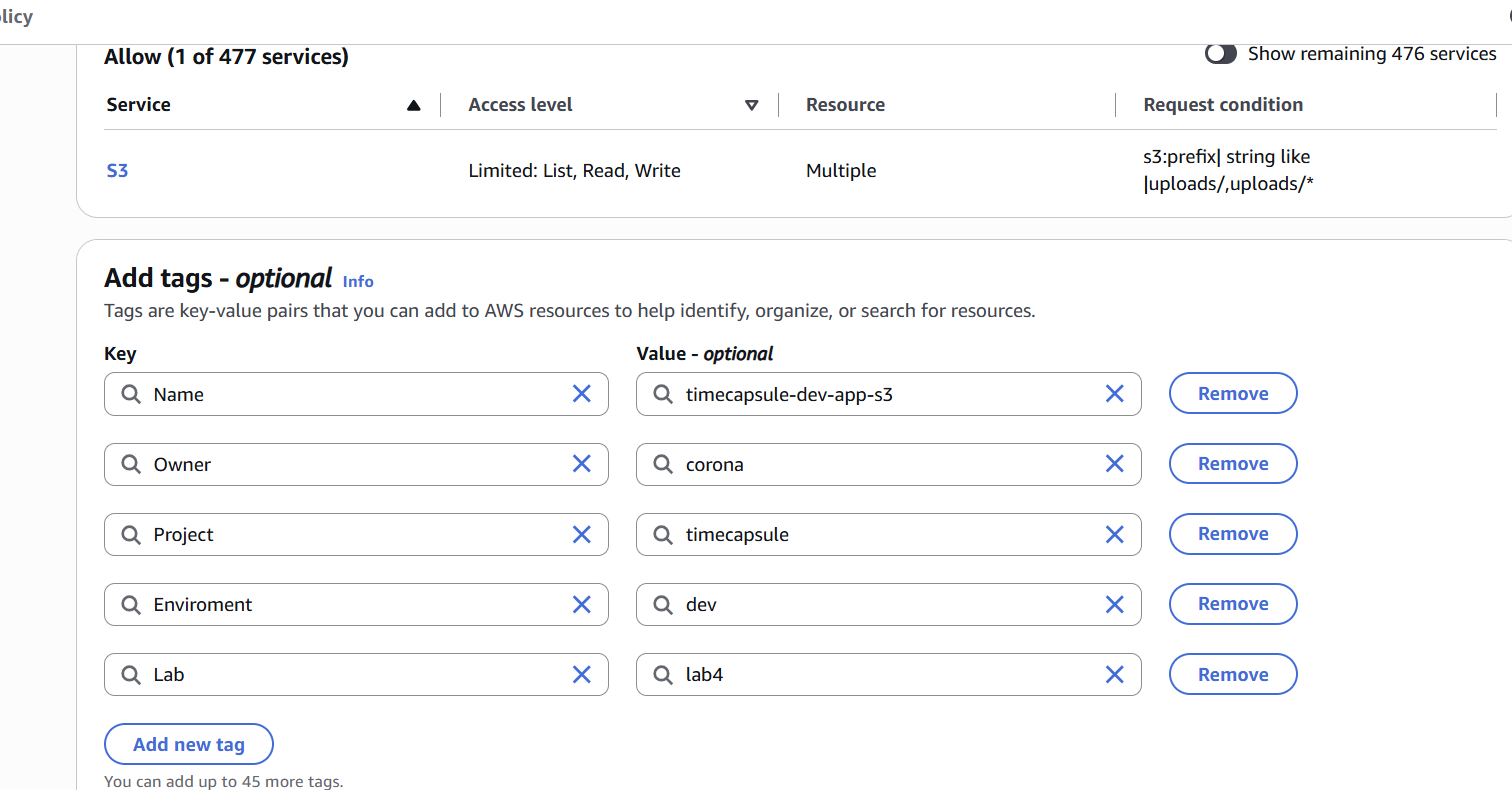 olicy
Allow (1 of 477 services)
Show remaining 476 services
Service Access level Resource Request condition
S3 Limited: List, Read, Write Multiple s3:prefix| string like |uploads/,uploads/*
Add tags - optional Info
Tags are key-value pairs that you can add to AWS resources to help identify, organize, or search for resources.
Key Value - optional
Name timecapsule-dev-app-s3 Remove
Owner corona Remove
Project timecapsule Remove
Enviroment dev Remove
Lab lab4 Remove
Add new tag
You can add up to 45 more tags.